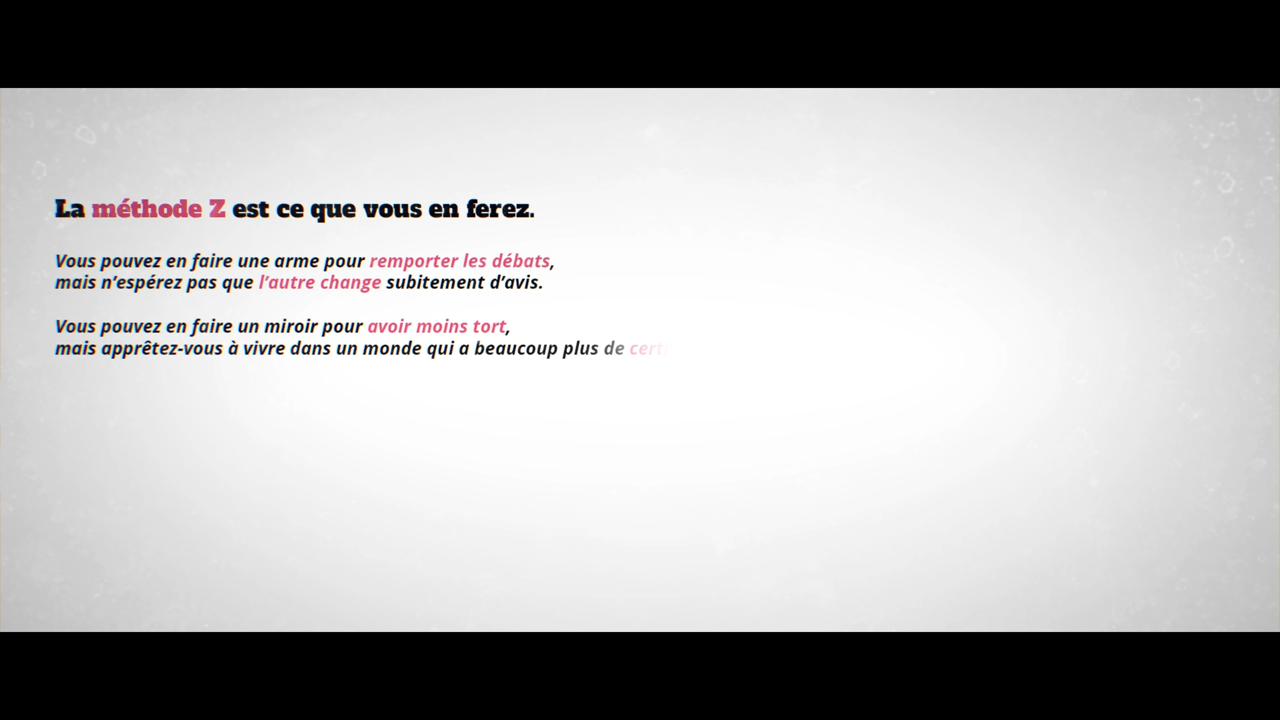 La méthode Z est ce que vous en ferez.
Vous pouvez en faire une arme pour remporter les débats,
mais n'espérez pas que l'autre change subitement d'avis.
Vous pouvez en faire un miroir pour avoir moins tort,
mais apprêtez-vous à vivre dans un monde qui a beaucoup plus de